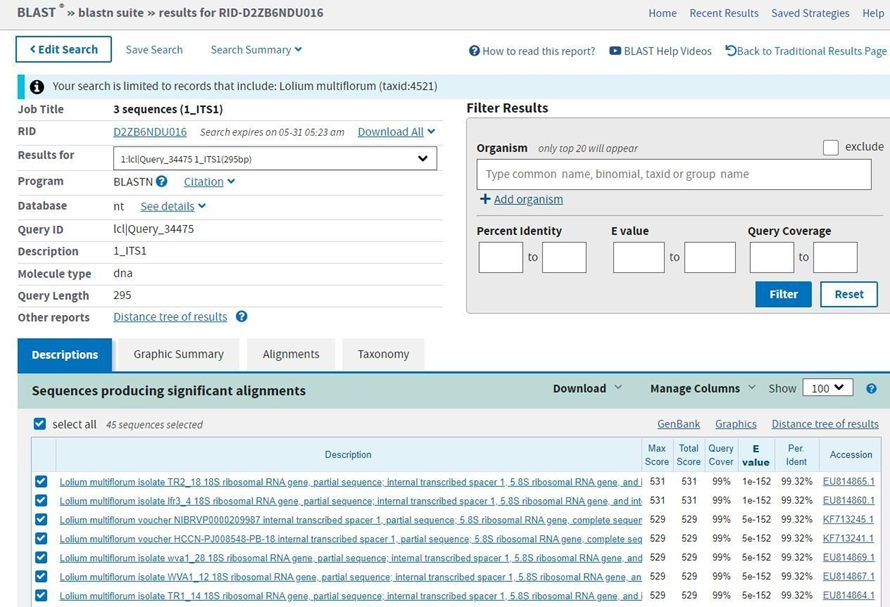 BLAST ® » blastn suite » results for RID-D2ZB6NDU016
Home Recent Results Saved Strategies Help
Edit Search Save Search Search Summary
How to read this report? BLAST Help Videos Back to Traditional Results Page
Your search is limited to records that include: Lolium multiflorum (taxid:4521)
Job Title 3 sequences (1_ITS1)
RID D2ZB6NDU016 Search expires on 05-31 05:23 am Download All
Results for 1:lcl|Query_34475 1_ITS1(295bp)
Program BLASTN Citation
Database nt See details
Query ID lcl|Query_34475
Description 1_ITS1
Molecule type dna
Query Length 295
Other reports Distance tree of results
Filter Results
Organism only top 20 will appear exclude
Type common name, binomial, taxid or group name
Add organism
Percent Identity E value Query Coverage
to to to
Filter Reset
Descriptions Graphic Summary Alignments Taxonomy
Sequences producing significant alignments Download Manage Columns Show 100
select all 45 sequences selected GenBank Graphics Distance tree of results
Description Max Score Total Score Query Cover E value Per. Ident Accession
Lolium multiflorum isolate TR2_18 18S ribosomal RNA gene, partial sequence; internal transcribed spacer 1, 5.8S ribosomal RNA gene, and i 531 531 99% 1e-152 99.32% EU814865.1
Lolium multiflorum isolate lfr3_4 18S ribosomal RNA gene, partial sequence; internal transcribed spacer 1, 5.8S ribosomal RNA gene, and int 531 531 99% 1e-152 99.32% EU814860.1
Lolium multiflorum voucher NIBRVP0000209987 internal transcribed spacer 1, partial sequence; 5.8S ribosomal RNA gene, complete sequen 529 529 99% 5e-152 99.32% KF713245.1
Lolium multiflorum voucher HCCN-PJ008548-PB-18 internal transcribed spacer 1, partial sequence; 5.8S ribosomal RNA gene, complete seq 529 529 99% 5e-152 99.32% KF713241.1
Lolium multiflorum isolate wva1_28 18S ribosomal RNA gene, partial sequence; internal transcribed spacer 1, 5.8S ribosomal RNA gene, and 529 529 99% 5e-152 99.32% EU814869.1
Lolium multiflorum isolate WVA1_12 18S ribosomal RNA gene, partial sequence; internal transcribed spacer 1, 5.8S ribosomal RNA gene, an 529 529 99% 5e-152 99.32% EU814867.1
Lolium multiflorum isolate TR1_14 18S ribosomal RNA gene, partial sequence; internal transcribed spacer 1, 5.8S ribosomal RNA gene, and i 529 529 99% 5e-152 99.32% EU814864.1